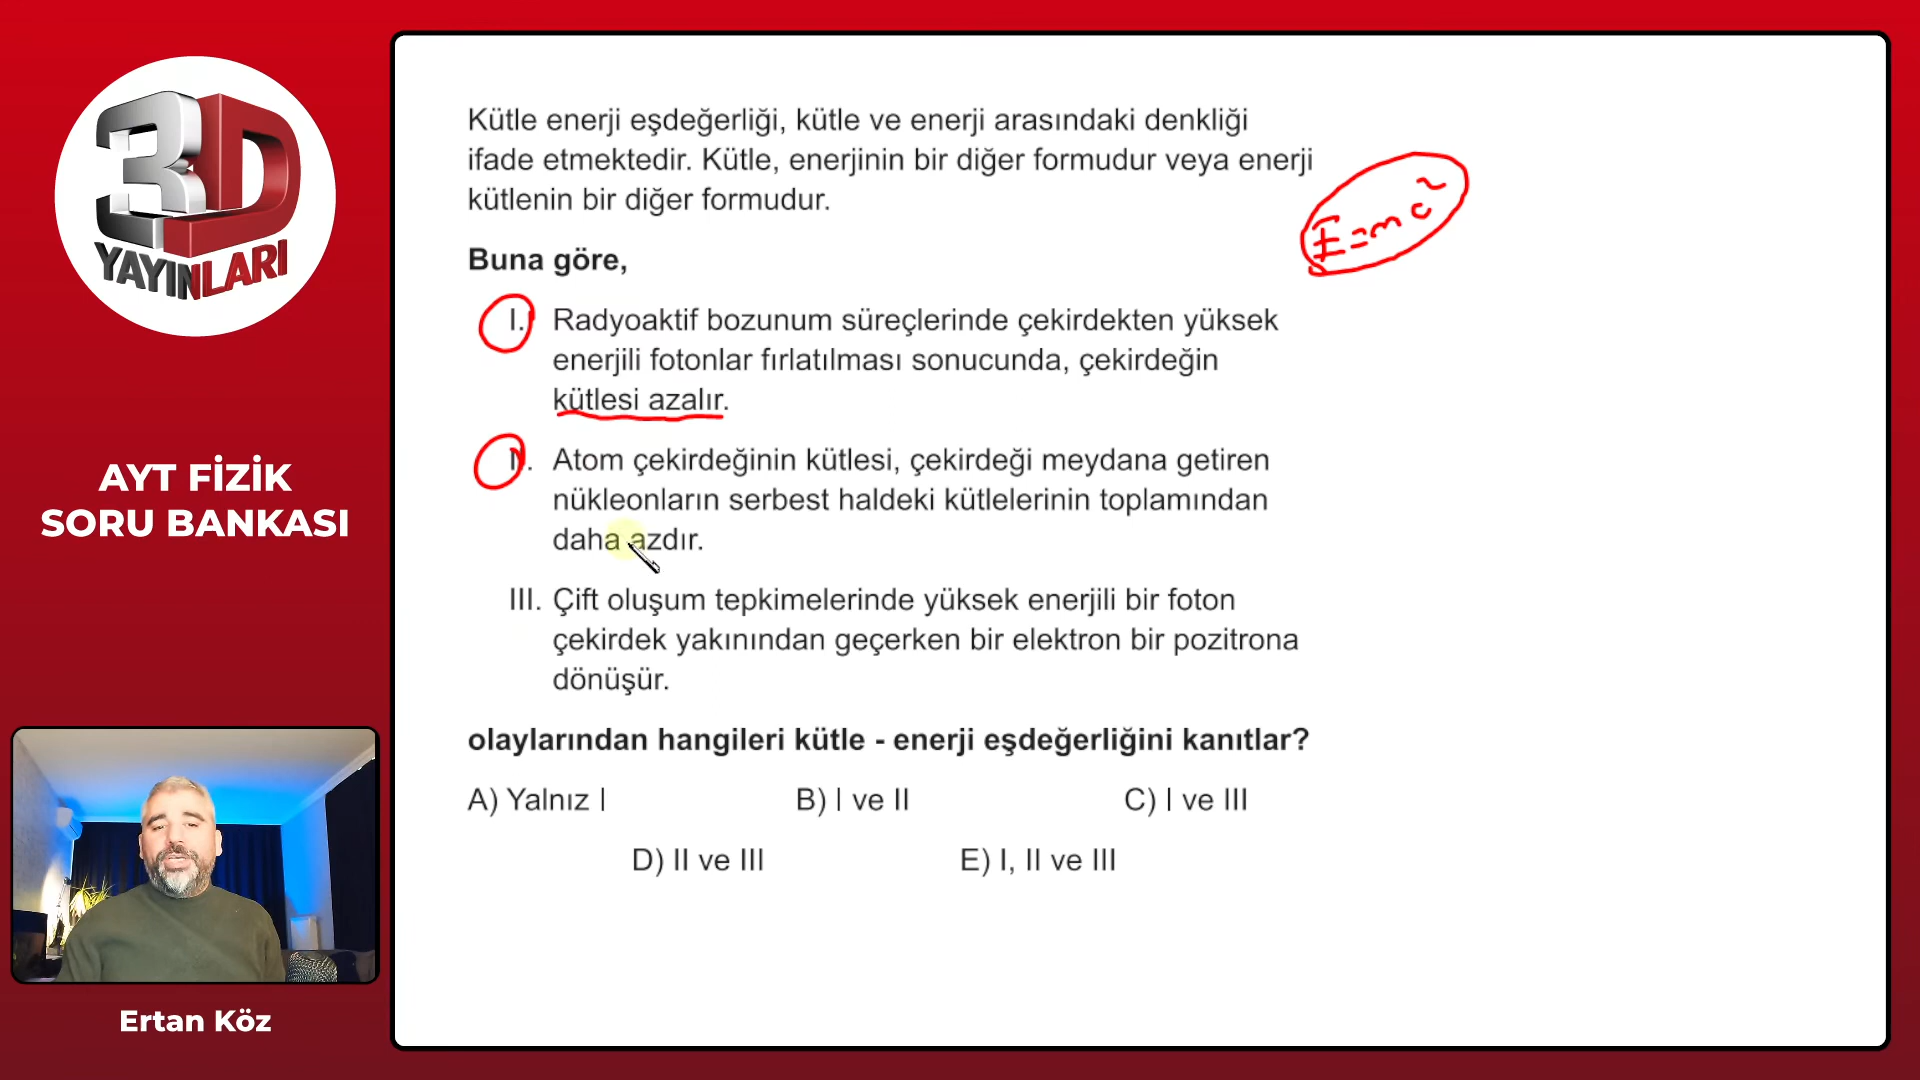 3D
YAYINLARI
AYT FİZİK
SORU BANKASI
Ertan Köz
Kütle enerji eşdeğerliği, kütle ve enerji arasındaki denkliği
ifade etmektedir. Kütle, enerjinin bir diğer formudur veya enerji
kütlenin bir diğer formudur.
E=mc²
Buna göre,
I. Radyoaktif bozunum süreçlerinde çekirdekten yüksek
enerjili fotonlar fırlatılması sonucunda, çekirdeğin
kütlesi azalır.
II. Atom çekirdeğinin kütlesi, çekirdeği meydana getiren
nükleonların serbest haldeki kütlelerinin toplamından
daha azdır.
III. Çift oluşum tepkimelerinde yüksek enerjili bir foton
çekirdek yakınından geçerken bir elektron bir pozitrona
dönüşür.
olaylarından hangileri kütle - enerji eşdeğerliğini kanıtlar?
A) Yalnız I B) I ve II C) I ve III
D) II ve III E) I, II ve III